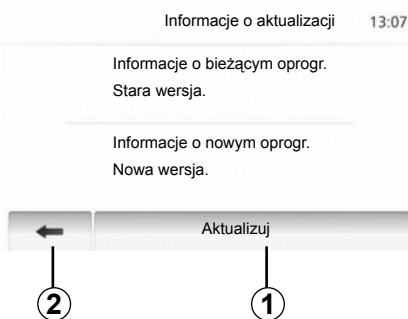 Informacje o aktualizacji 13:07
Informacje o bieżącym oprogr.
Stara wersja.
Informacje o nowym oprogr.
Nowa wersja.
Aktualizuj
2 1